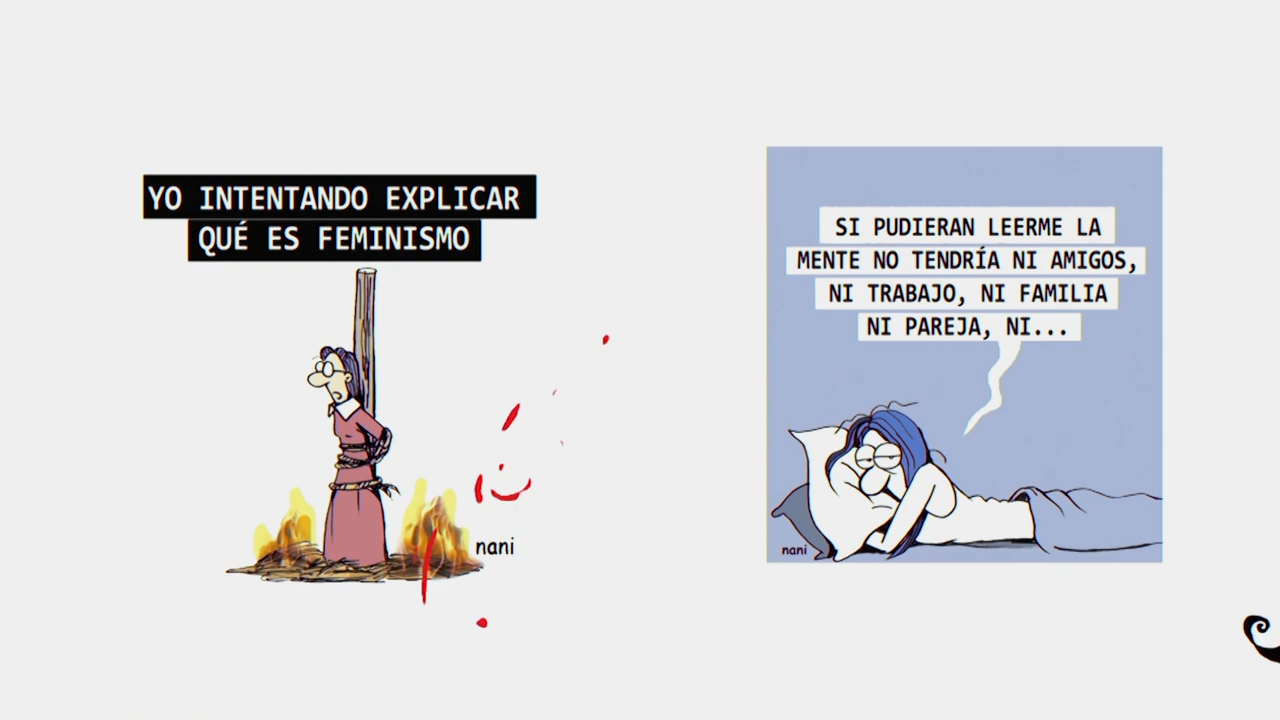 YO INTENTANDO EXPLICAR
QUÉ ES FEMINISMO
nani
SI PUDIERAN LEERME LA
MENTE NO TENDRÍA NI AMIGOS,
NI TRABAJO, NI FAMILIA
NI PAREJA, NI...
nani